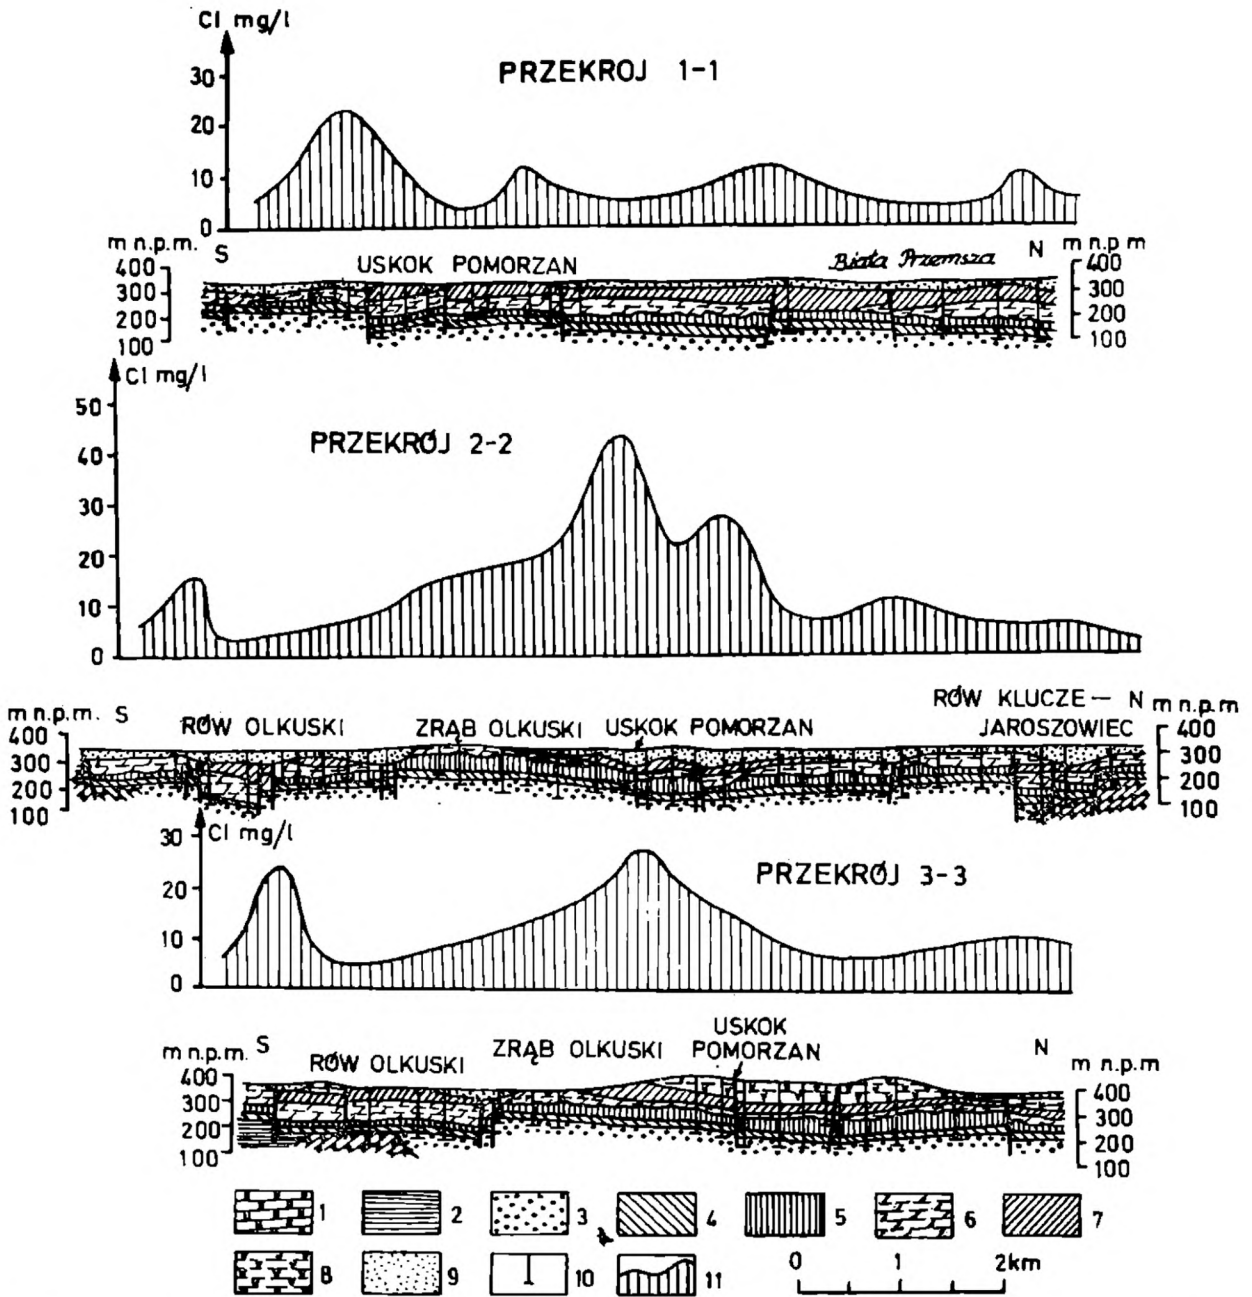 Cl mg/l
PRZEKRÓJ 1-1
30
20
10
0
m n.p.m. S
USKOK POMORZAN
Biała Przemsza
N m n.p.m
400
300
200
100
400
300
200
100
Cl mg/l
PRZEKRÓJ 2-2
50
40
30
20
10
0
m n.p.m. S
RÓW OLKUSKI
ZRĄB OLKUSKI
USKOK POMORZAN
RÓW KLUCZE — N m n.p.m.
JAROSZOWIEC
400
300
200
100
400
300
200
100
Cl mg/l
PRZEKRÓJ 3-3
30
20
10
0
m n.p.m. S
RÓW OLKUSKI
ZRĄB OLKUSKI
USKOK
POMORZAN
N
m n.p.m
400
300
200
100
400
300
200
100
1 2 3 4 5 6 7
8 9 10 11
0 1 2km